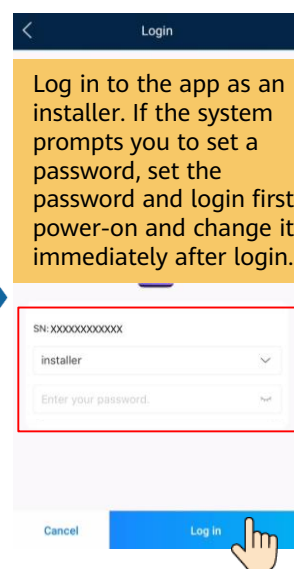 Login
Log in to the app as an
installer. If the system
prompts you to set a
password, set the
password and login first
power-on and change it
immediately after login.
SN: XXXXXXXXXXXX
installer
Enter your password.
Cancel
Log in